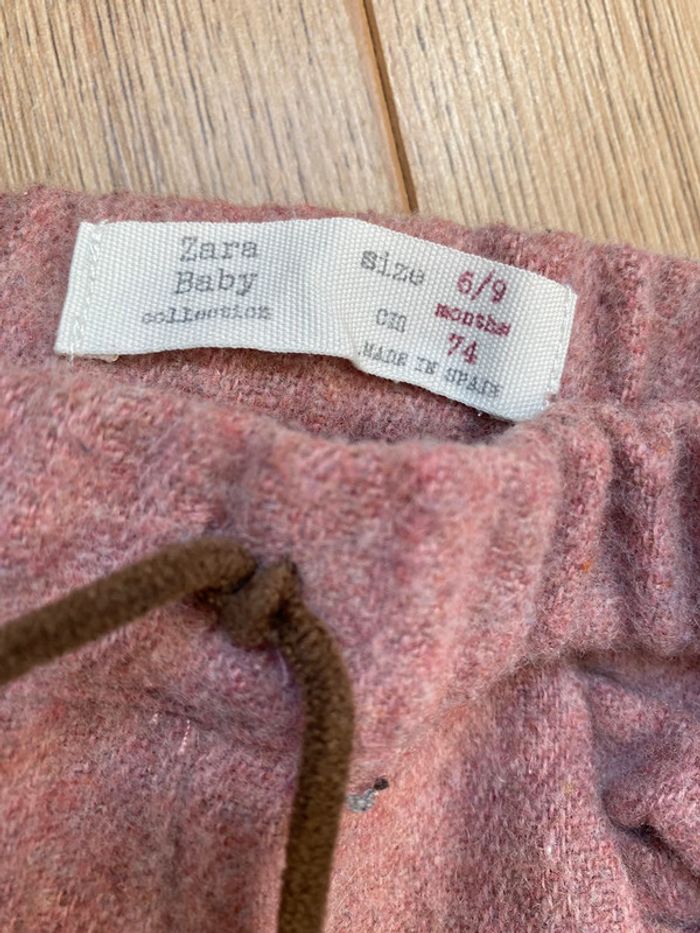 Zara
Baby
collection
size 6/9
months
cm 74
MADE IN SPAIN